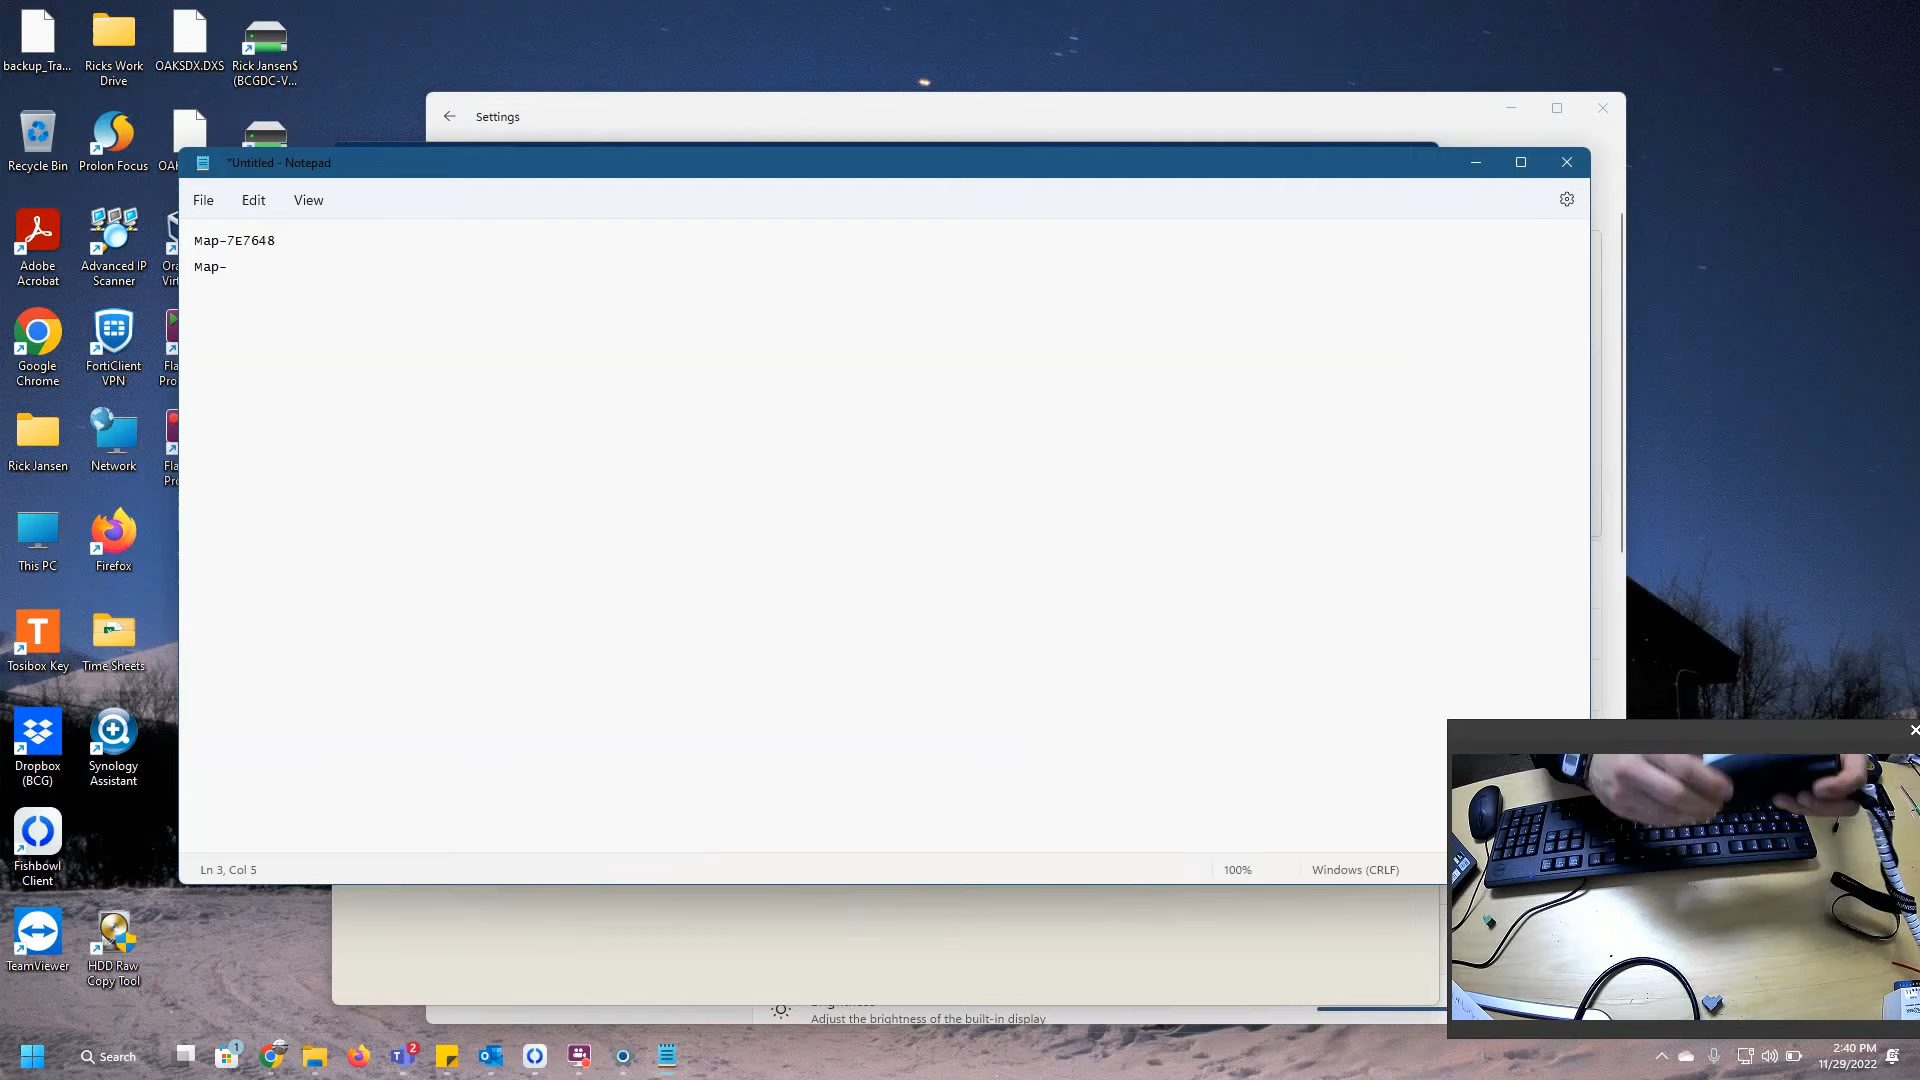 backup_Tra...
Ricks Work
Drive
OAKSDX.DXS
Rick Jansen$
(BCGDC-V...
Recycle Bin
Prolon Focus
Adobe
Acrobat
Advanced IP
Scanner
Google
Chrome
FortiClient
VPN
Rick Jansen
Network
This PC
Firefox
Tosibox Key
Time Sheets
Dropbox
(BCG)
Synology
Assistant
Fishbowl
Client
TeamViewer
HDD Raw
Copy Tool
Settings
*Untitled - Notepad
File
Edit
View
Map-7E7648
Map-
Ln 3, Col 5
100%
Windows (CRLF)
Adjust the brightness of the built-in display
Search
1
2
2:40 PM
11/29/2022